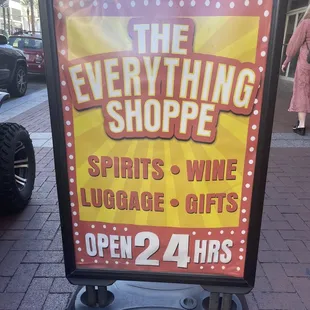 THE
EVERYTHING
SHOPPE
SPIRITS • WINE
LUGGAGE • GIFTS
OPEN 24 HRS